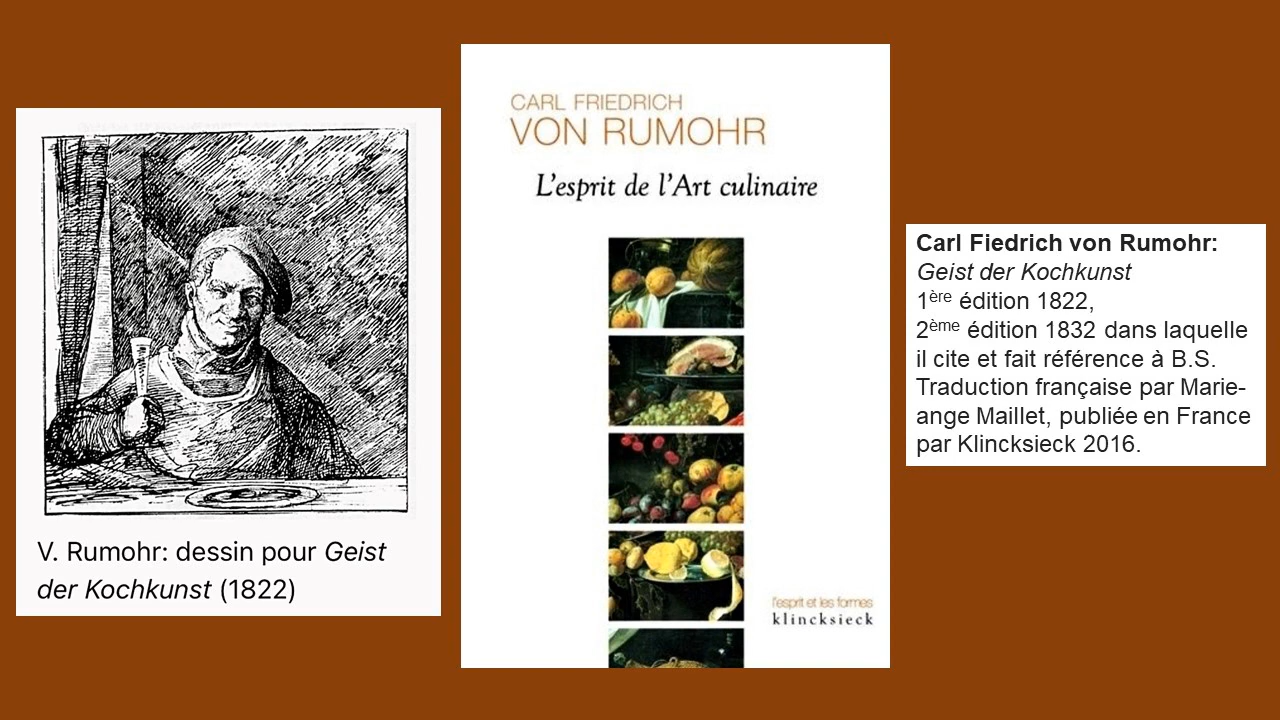 V. Rumohr: dessin pour Geist
der Kochkunst (1822)
CARL FRIEDRICH
VON RUMOHR
L'esprit de l'Art culinaire
l'esprit et les formes
klincksieck
Carl Fiedrich von Rumohr:
Geist der Kochkunst
1ère édition 1822,
2ème édition 1832 dans laquelle
il cite et fait référence à B.S.
Traduction française par Marie-
ange Maillet, publiée en France
par Klincksieck 2016.